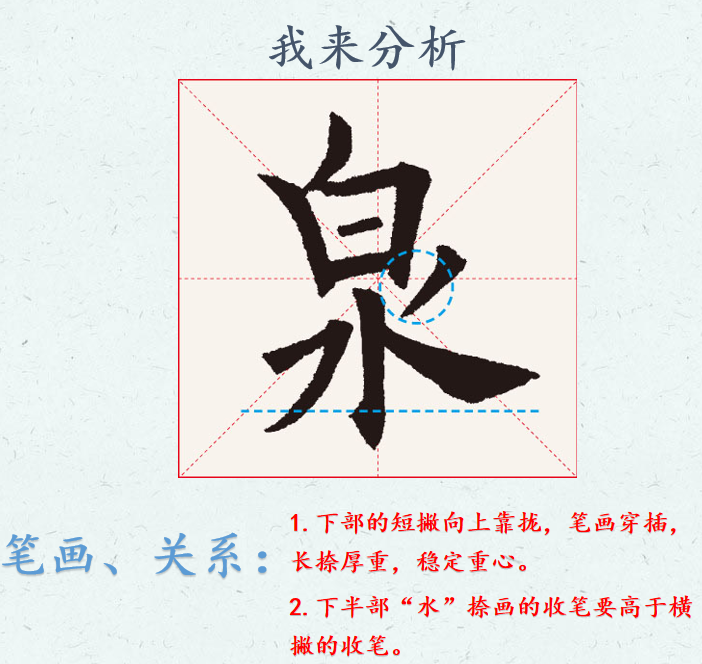 我来分析
泉
笔画、关系：
1.下部的短撇向上靠拢，笔画穿插，
长捺厚重，稳定重心。
2.下半部“水”捺画的收笔要高于横
撇的收笔。